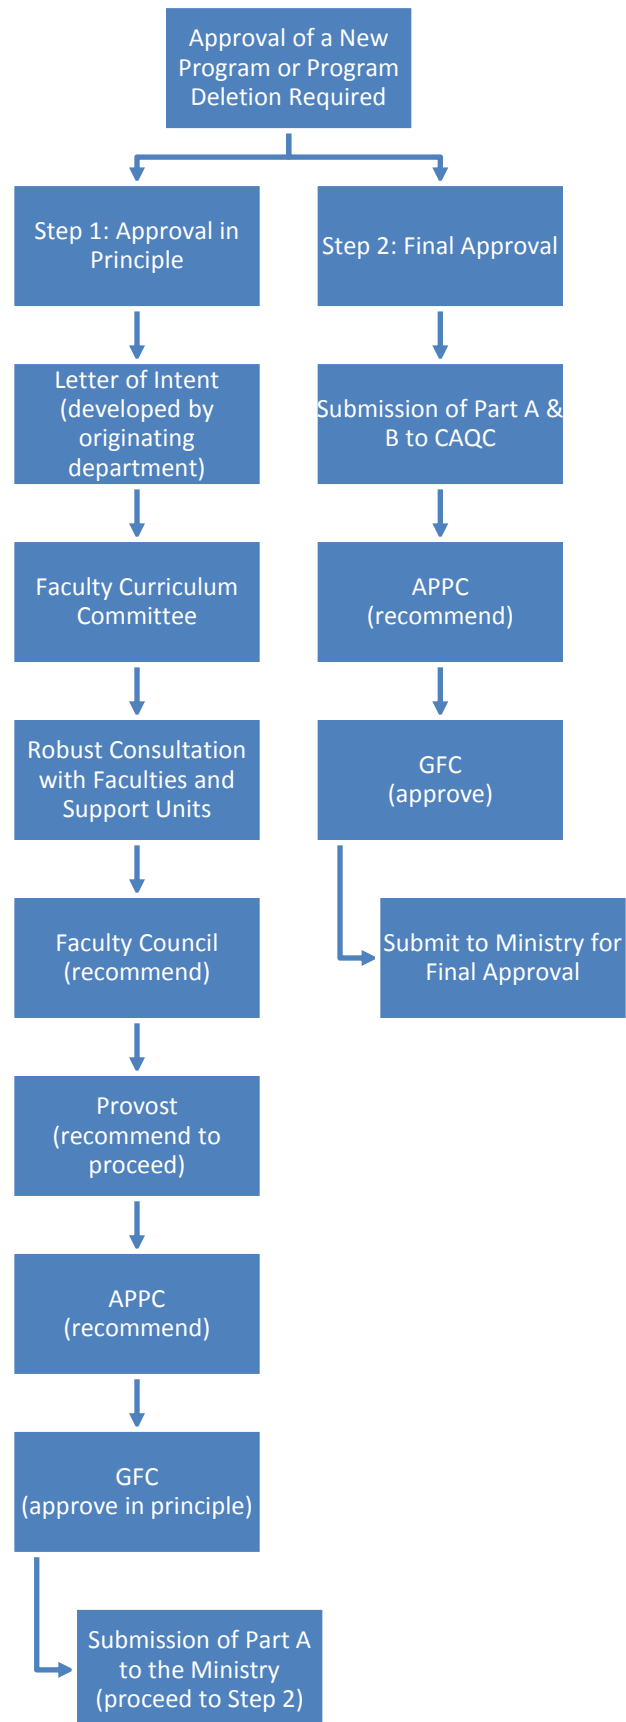 Approval of a New
Program or Program
Deletion Required
Step 1: Approval in
Principle
Letter of Intent
(developed by
originating
department)
Faculty Curriculum
Committee
Robust Consultation
with Faculties and
Support Units
Faculty Council
(recommend)
Provost
(recommend to
proceed)
APPC
(recommend)
GFC
(approve in principle)
Submission of Part A
to the Ministry
(proceed to Step 2)
Step 2: Final Approval
Submission of Part A &
B to CAQC
APPC
(recommend)
GFC
(approve)
Submit to Ministry for
Final Approval